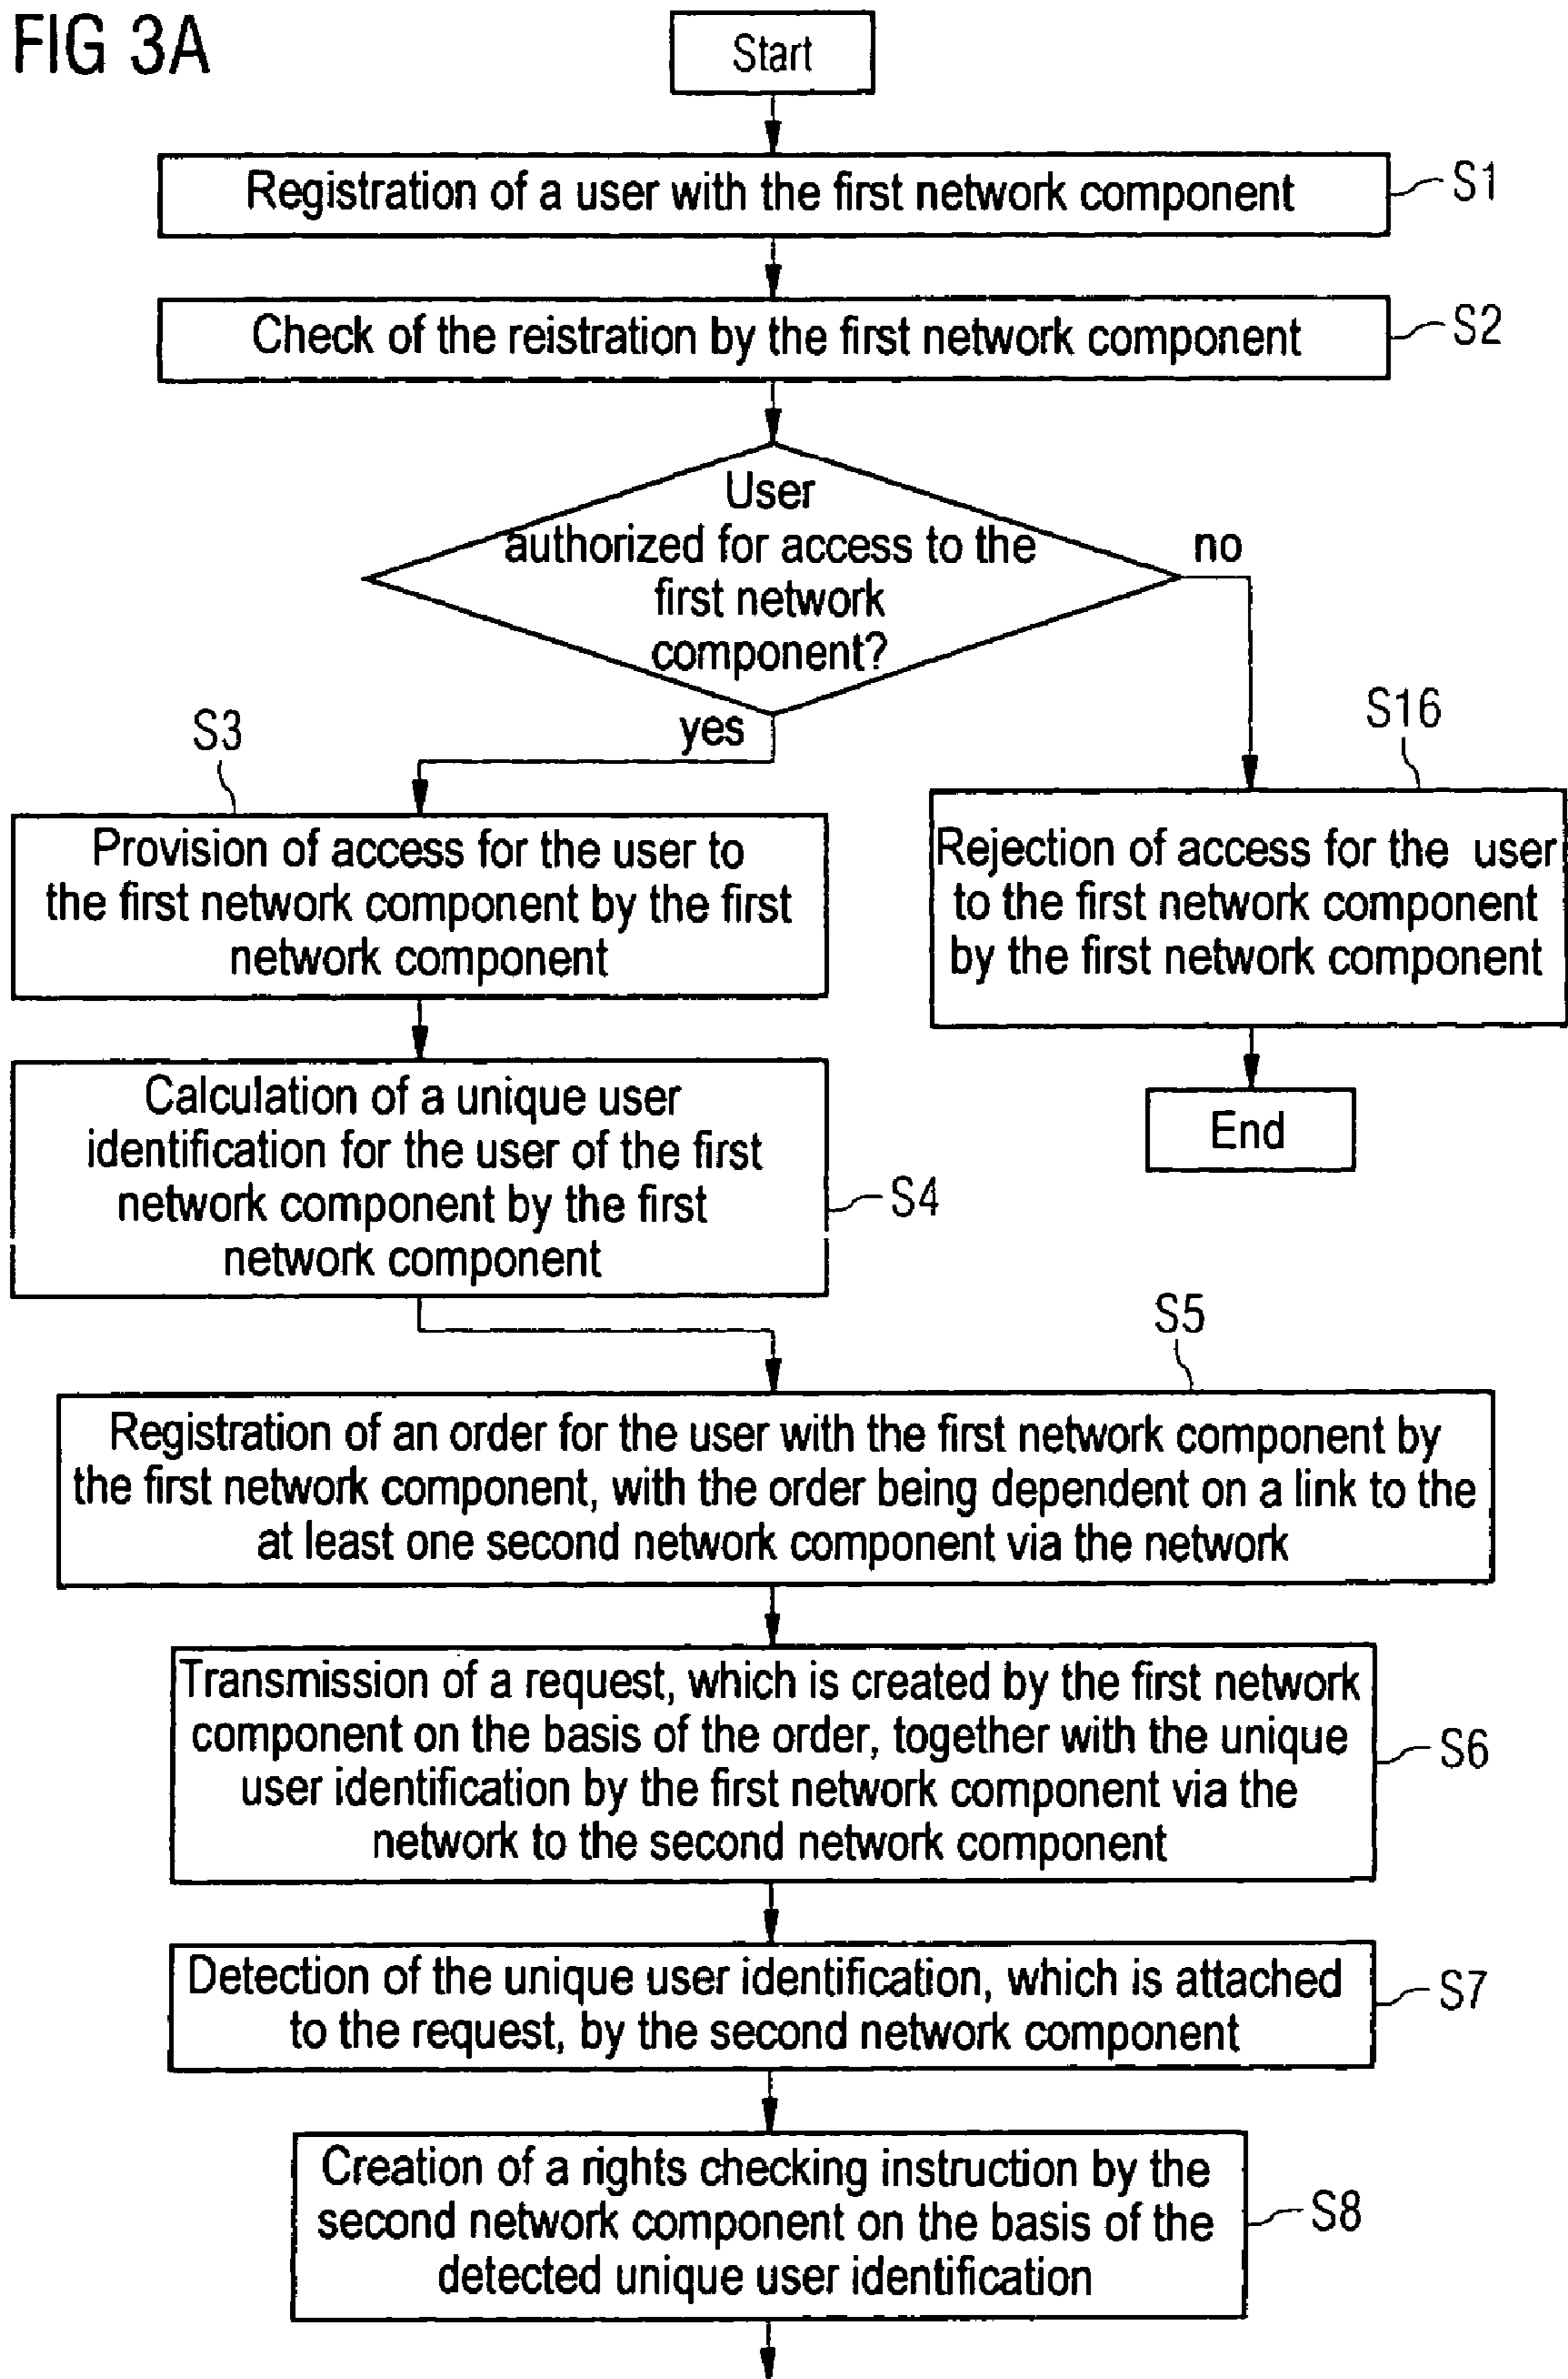 FIG 3A
Start
Registration of a user with the first network component
S1
Check of the reistration by the first network component
S2
User
authorized for access to the
first network
component?
no
yes
S3
Provision of access for the user to
the first network component by the first
network component
S16
Rejection of access for the user
to the first network component
by the first network component
End
Calculation of a unique user
identification for the user of the first
network component by the first
network component
S4
S5
Registration of an order for the user with the first network component by
the first network component, with the order being dependent on a link to the
at least one second network component via the network
Transmission of a request, which is created by the first network
component on the basis of the order, together with the unique
user identification by the first network component via the
network to the second network component
S6
Detection of the unique user identification, which is attached
to the request, by the second network component
S7
Creation of a rights checking instruction by the
second network component on the basis of the
detected unique user identification
S8